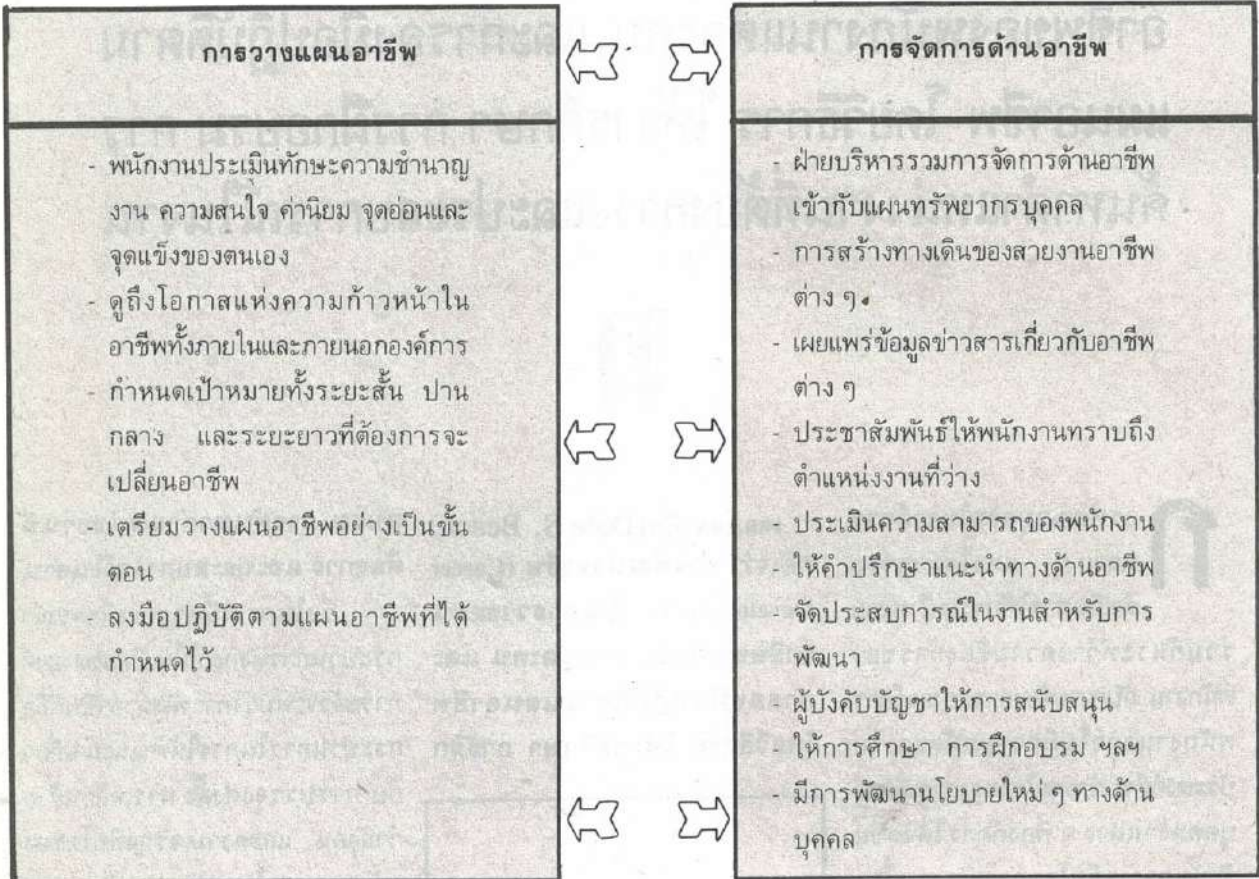 การวางแผนอาชีพ
- พนักงานประเมินทักษะความชำนาญ
งาน ความสนใจ ค่านิยม จุดอ่อนและ
จุดแข็งของตนเอง
- ดูถึงโอกาสแห่งความก้าวหน้าใน
อาชีพทั้งภายในและภายนอกองค์การ
- กำหนดเป้าหมายทั้งระยะสั้น ปาน
กลาง และระยะยาวที่ต้องการจะ
เปลี่ยนอาชีพ
- เตรียมวางแผนอาชีพอย่างเป็นขั้น
ตอน
- ลงมือปฏิบัติตามแผนอาชีพที่ได้
กำหนดไว้
การจัดการด้านอาชีพ
- ฝ่ายบริหารรวมการจัดการด้านอาชีพ
เข้ากับแผนทรัพยากรบุคคล
- การสร้างทางเดินของสายงานอาชีพ
ต่าง ๆ
- เผยแพร่ข้อมูลข่าวสารเกี่ยวกับอาชีพ
ต่าง ๆ
- ประชาสัมพันธ์ให้พนักงานทราบถึง
ตำแหน่งงานที่ว่าง
- ประเมินความสามารถของพนักงาน
- ให้คำปรึกษาแนะนำทางด้านอาชีพ
- จัดประสบการณ์ในงานสำหรับการ
พัฒนา
- ผู้บังคับบัญชาให้การสนับสนุน
- ให้การศึกษา การฝึกอบรม ฯลฯ
- มีการพัฒนานโยบายใหม่ ๆ ทางด้าน
บุคคล